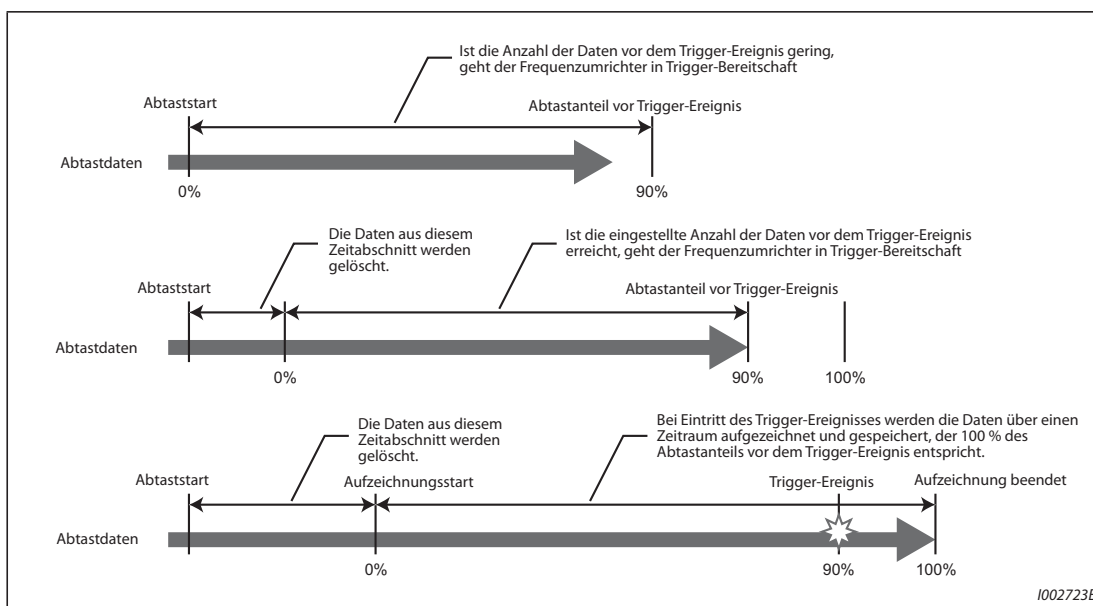 Ist die Anzahl der Daten vor dem Trigger-Ereignis gering,
geht der Frequenzumrichter in Trigger-Bereitschaft
Abtaststart
Abtastanteil vor Trigger-Ereignis
Abtastdaten
0%
90%
Die Daten aus diesem
Zeitabschnitt werden
gelöscht.
Ist die eingestellte Anzahl der Daten vor dem Trigger-Ereignis
erreicht, geht der Frequenzumrichter in Trigger-Bereitschaft
Abtaststart
Abtastanteil vor Trigger-Ereignis
Abtastdaten
0%
90%
100%
Die Daten aus diesem
Zeitabschnitt werden
gelöscht.
Bei Eintritt des Trigger-Ereignisses werden die Daten über einen
Zeitraum aufgezeichnet und gespeichert, der 100 % des
Abtastanteils vor dem Trigger-Ereignis entspricht.
Abtaststart
Aufzeichnungsstart
Trigger-Ereignis
Aufzeichnung beendet
Abtastdaten
0%
90%
100%
I002723E